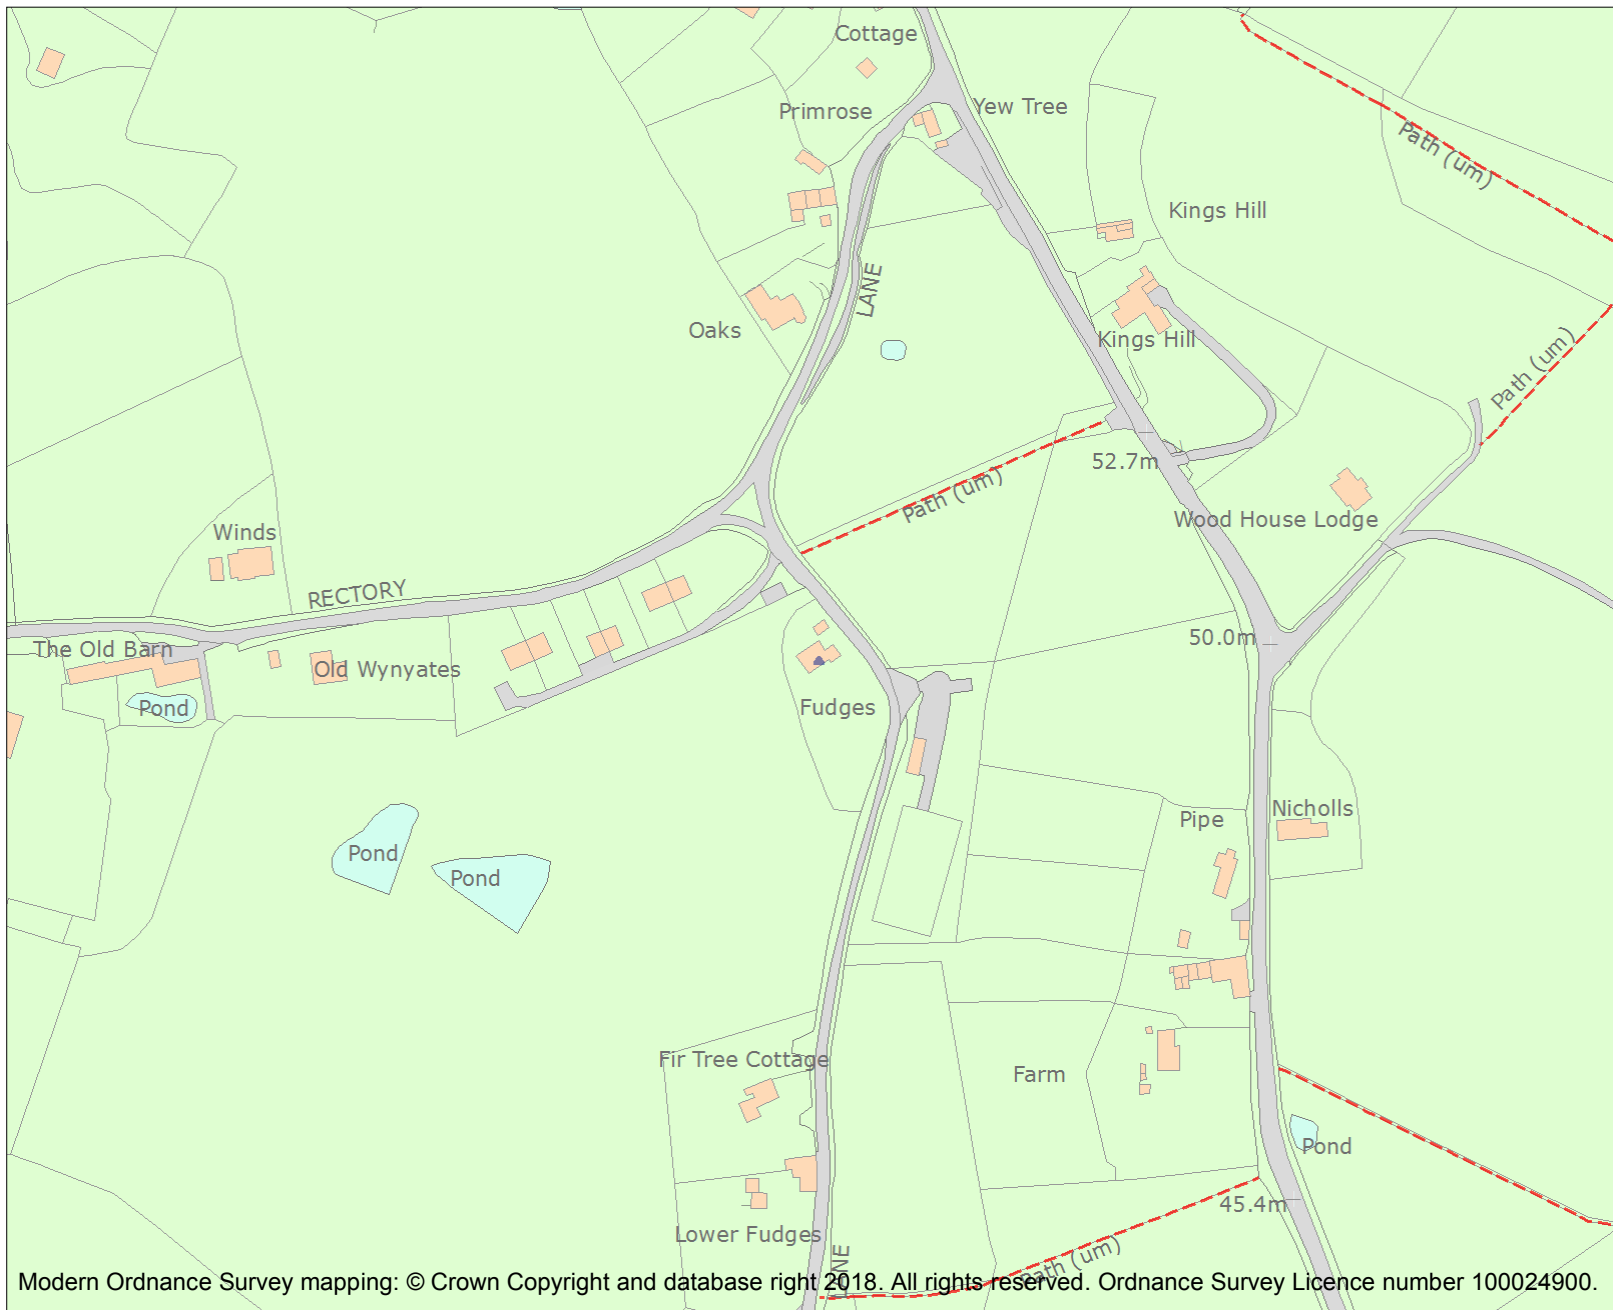 Cottage
Primrose
Yew Tree
Path (um)
Kings Hill
LANE
Oaks
Kings Hill
Path (um)
52.7m
Path (um)
Wood House Lodge
Winds
RECTORY
50.0m
The Old Barn
Old Wynyates
Pond
Fudges
Nicholls
Pipe
Pond
Pond
Fir Tree Cottage
Farm
Pond
45.4m
Lower Fudges
Path (um)
LANE
Modern Ordnance Survey mapping: © Crown Copyright and database right 2018. All rights reserved. Ordnance Survey Licence number 100024900.